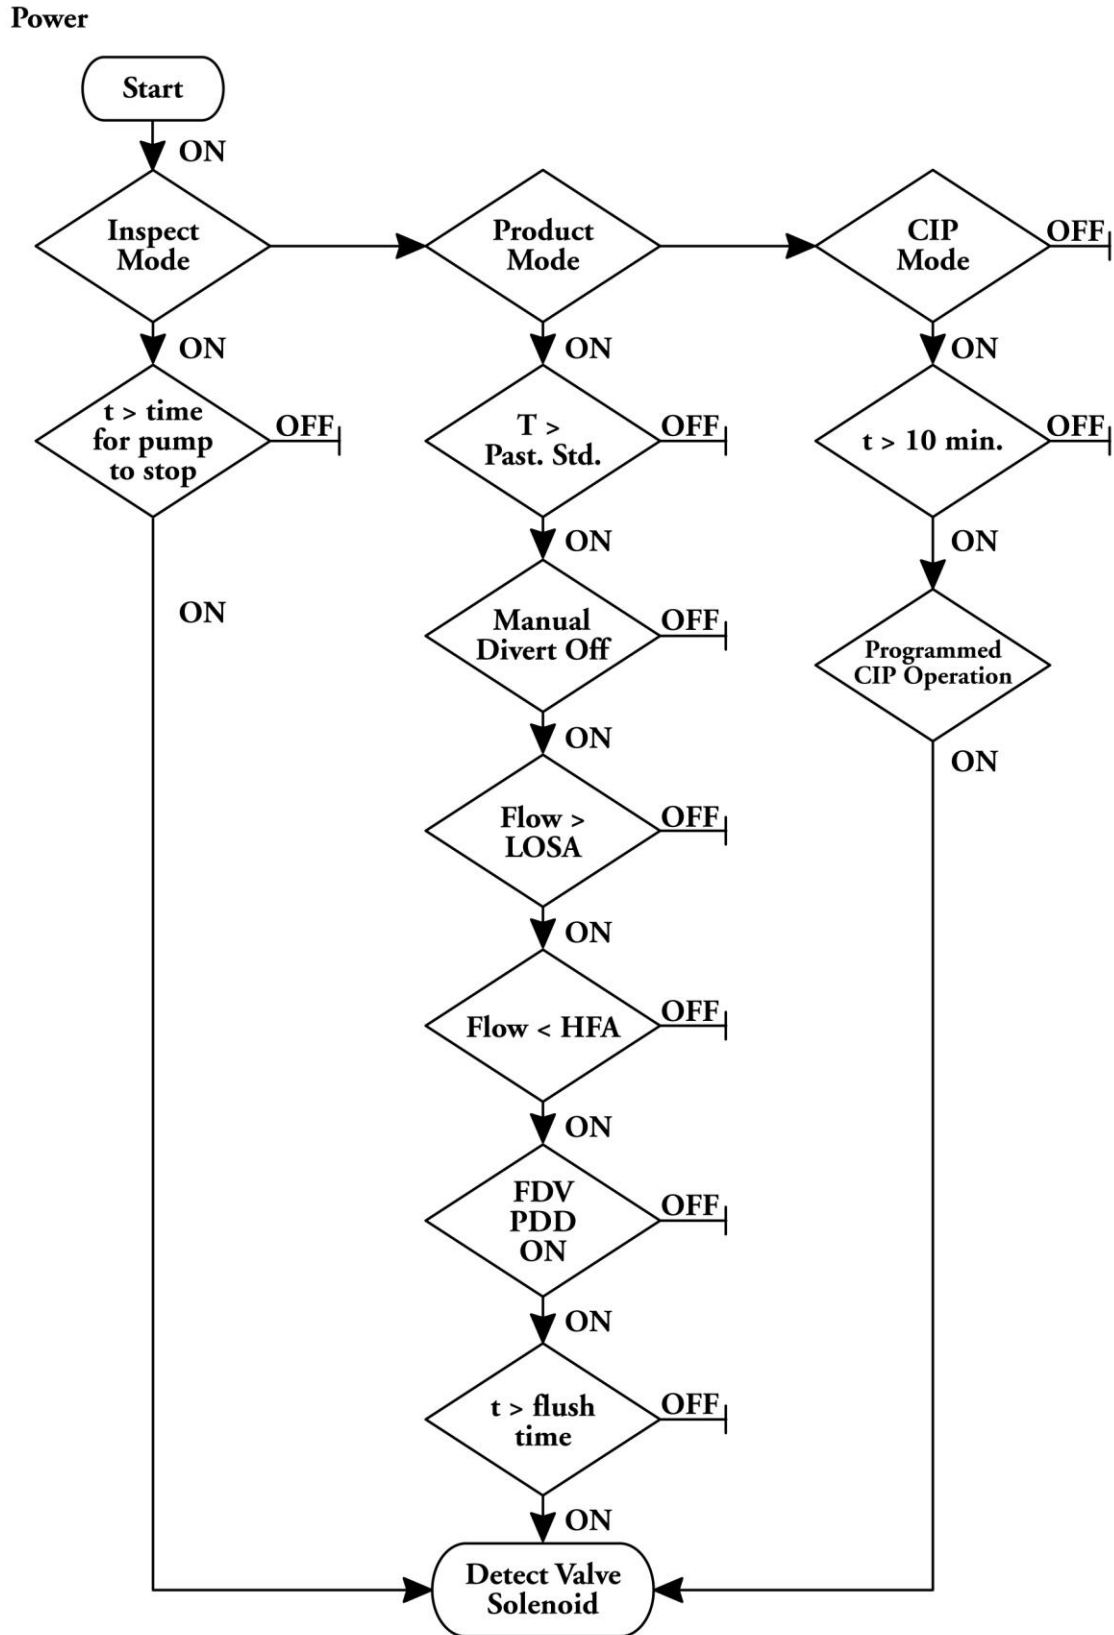 Power
Start
ON
Inspect
Mode
Product
Mode
CIP
Mode
OFF
ON
ON
ON
t > time
for pump
to stop
OFF
T >
Past. Std.
OFF
t > 10 min.
OFF
ON
ON
ON
Manual
Divert Off
OFF
Programmed
CIP Operation
ON
ON
Flow >
LOSA
OFF
ON
Flow < HFA
OFF
ON
FDV
PDD
ON
OFF
ON
t > flush
time
OFF
ON
Detect Valve
Solenoid